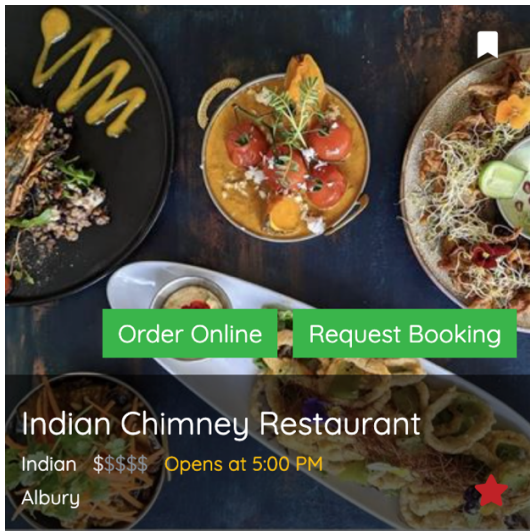 Order Online
Request Booking
Indian Chimney Restaurant
Indian $$$$$ Opens at 5:00 PM
Albury